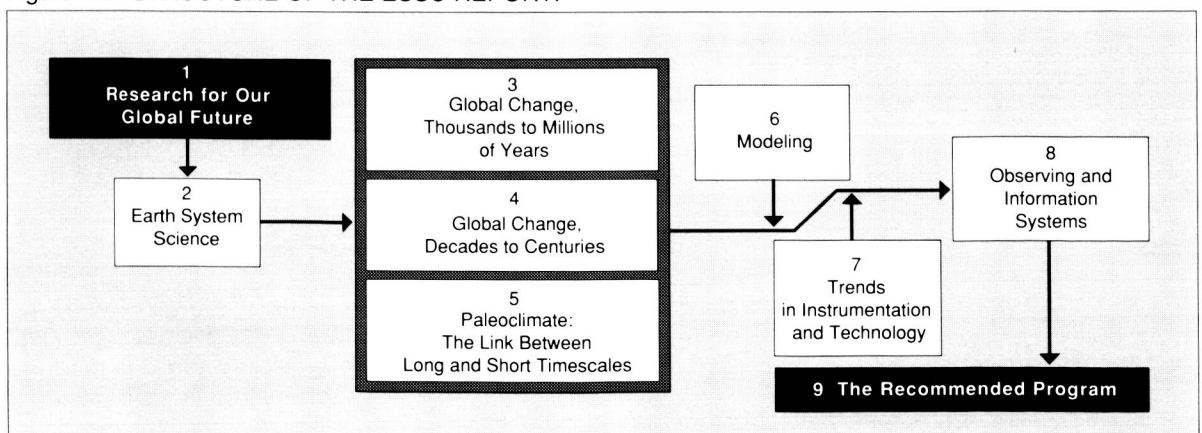 1
Research for Our
Global Future
2
Earth System
Science
3
Global Change,
Thousands to Millions
of Years
4
Global Change,
Decades to Centuries
5
Paleoclimate:
The Link Between
Long and Short Timescales
6
Modeling
7
Trends
in Instrumentation
and Technology
8
Observing and
Information
Systems
9 The Recommended Program